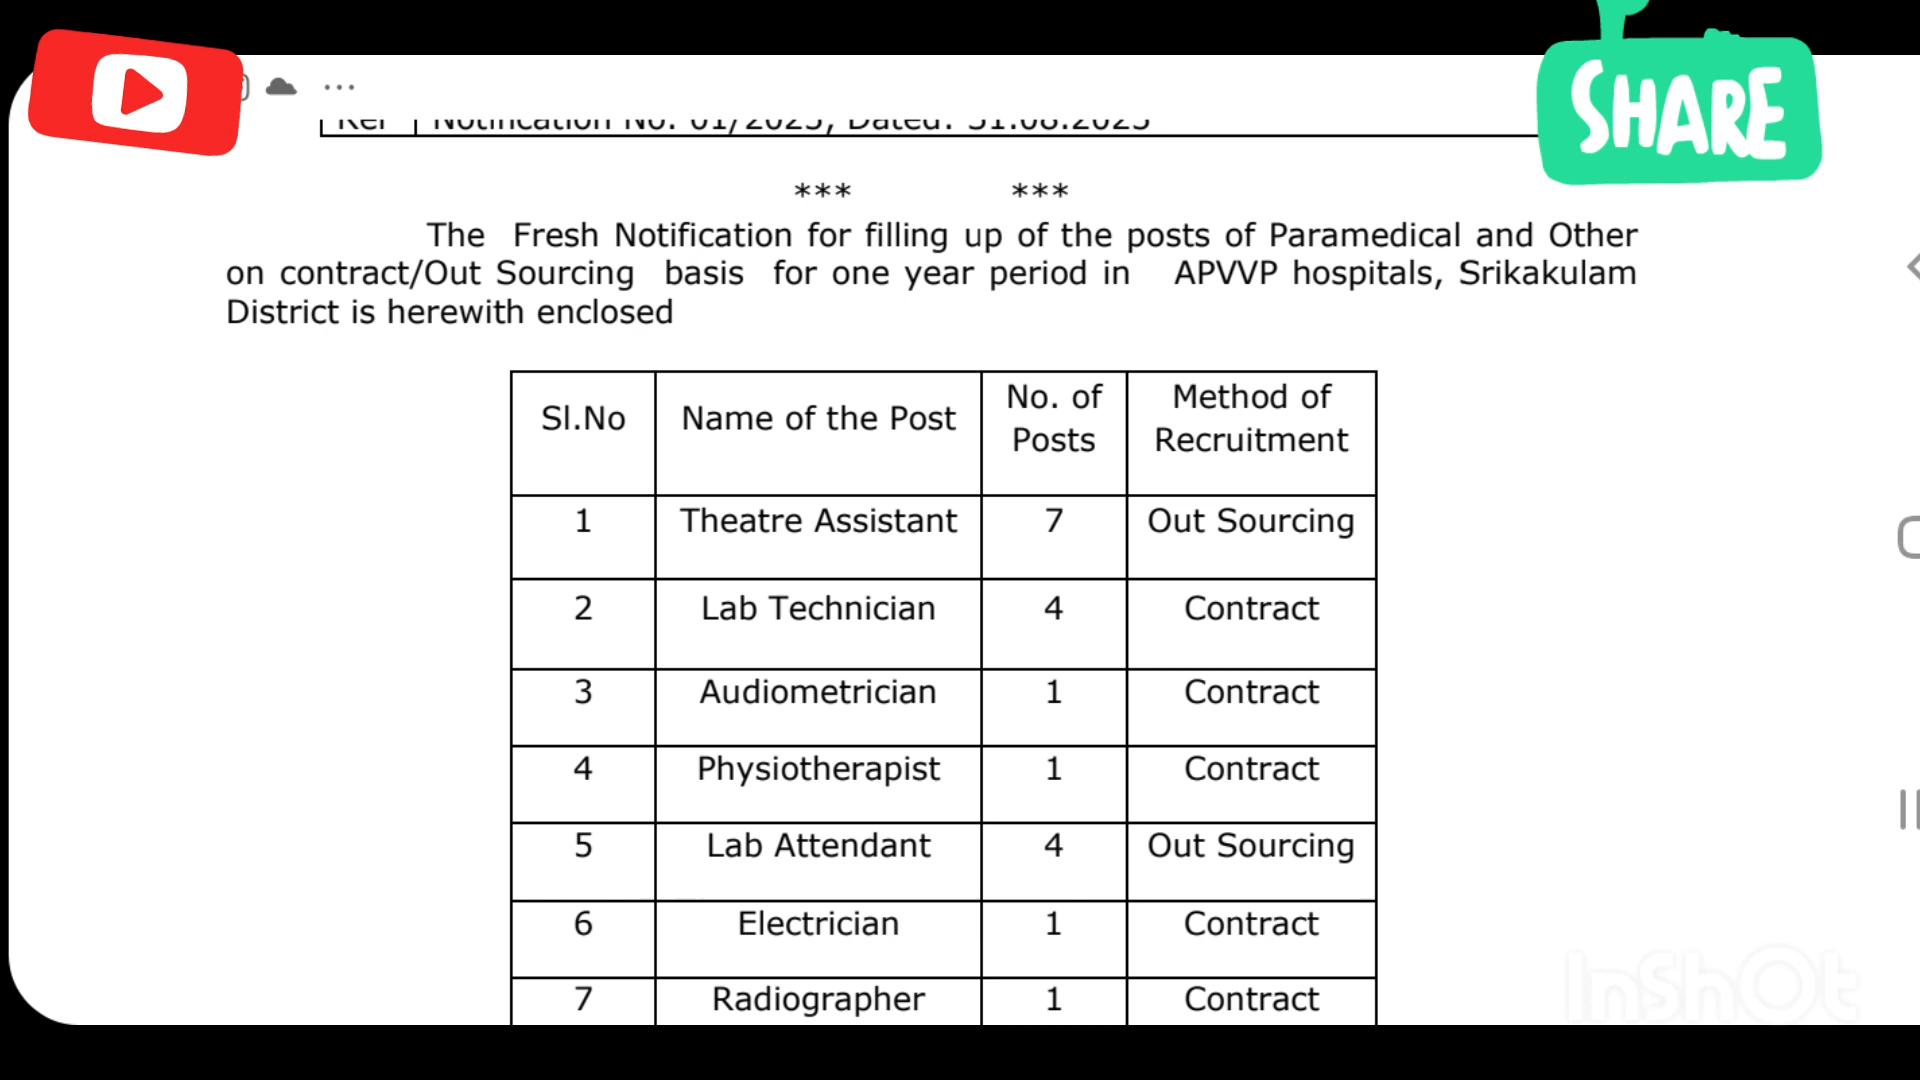 SHARE
***   ***
The Fresh Notification for filling up of the posts of Paramedical and Other
on contract/Out Sourcing basis for one year period in APVVP hospitals, Srikakulam
District is herewith enclosed
Sl.No Name of the Post No. of Posts Method of Recruitment
1 Theatre Assistant 7 Out Sourcing
2 Lab Technician 4 Contract
3 Audiometrician 1 Contract
4 Physiotherapist 1 Contract
5 Lab Attendant 4 Out Sourcing
6 Electrician 1 Contract
7 Radiographer 1 Contract
InShOt